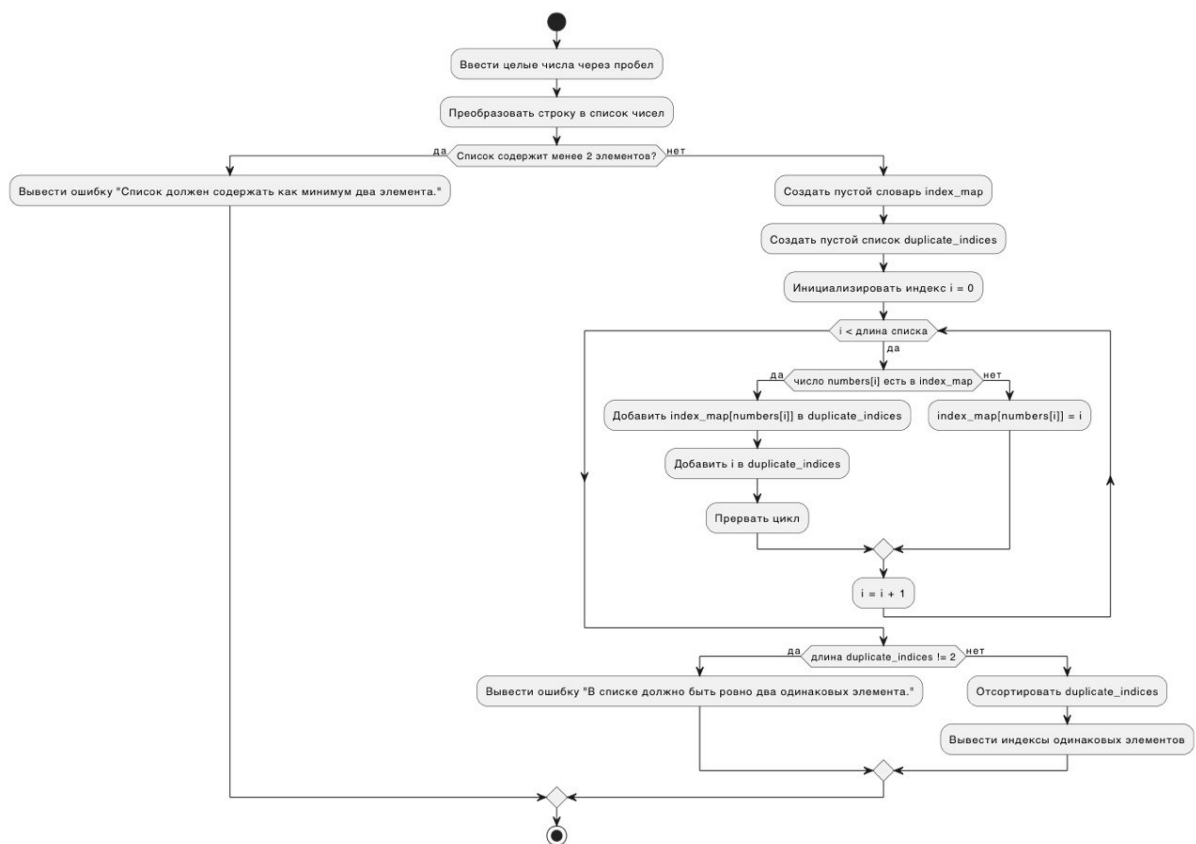 Ввести целые числа через пробел
Преобразовать строку в список чисел
да
Список содержит менее 2 элементов?
нет
Вывести ошибку "Список должен содержать как минимум два элемента."
Создать пустой словарь index_map
Создать пустой список duplicate_indices
Инициализировать индекс i = 0
i < длина списка
да
да
число numbers[i] есть в index_map
нет
Добавить index_map[numbers[i]] в duplicate_indices
index_map[numbers[i]] = i
Добавить i в duplicate_indices
Прервать цикл
i = i + 1
да
длина duplicate_indices != 2
нет
Вывести ошибку "В списке должно быть ровно два одинаковых элемента."
Отсортировать duplicate_indices
Вывести индексы одинаковых элементов